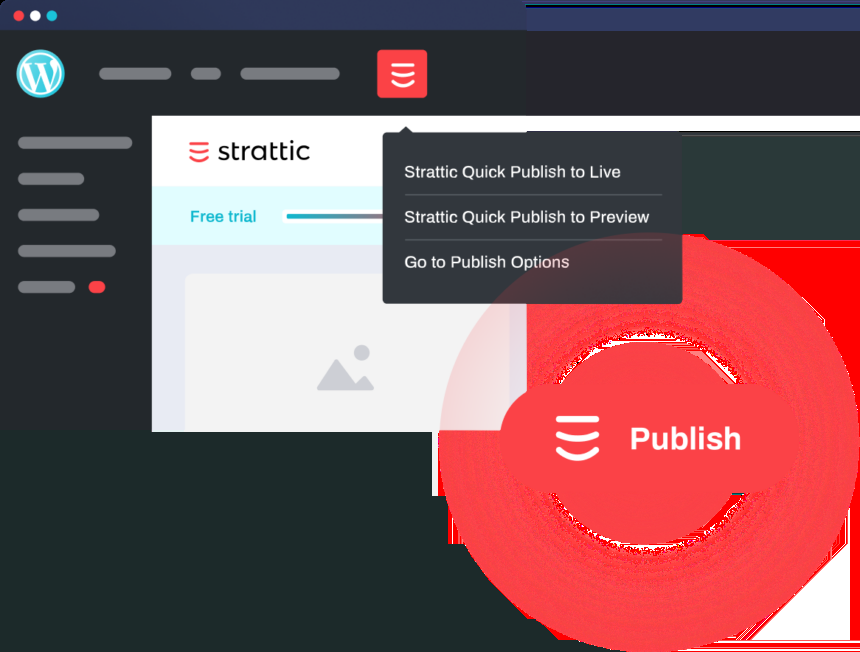 strattic
Free trial
Strattic Quick Publish to Live
Strattic Quick Publish to Preview
Go to Publish Options
Publish